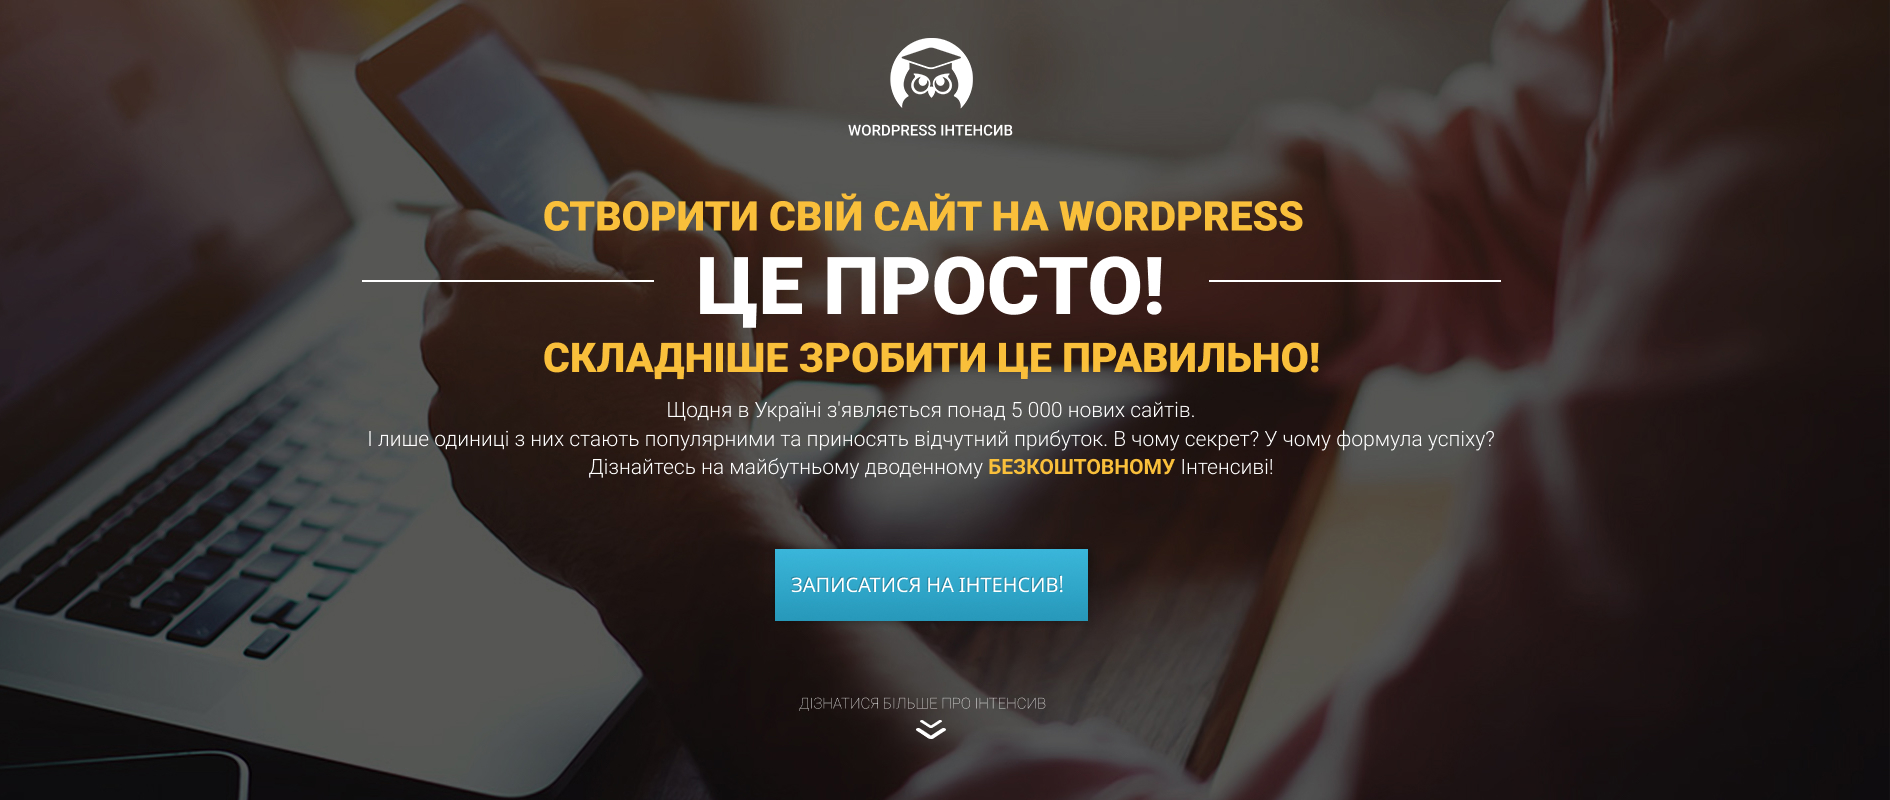 WORDPRESS ІНТЕНСИВ
СТВОРИТИ СВІЙ САЙТ НА WORDPRESS
ЦЕ ПРОСТО!
СКЛАДНІШЕ ЗРОБИТИ ЦЕ ПРАВИЛЬНО!
Щодня в Україні з'являється понад 5 000 нових сайтів.
І лише одиниці з них стають популярними та приносять відчутний прибуток. В чому секрет? У чому формула успіху?
Дізнайтесь на майбутньому дводенному БЕЗКОШТОВНОМУ Інтенсиві!
ЗАПИСАТИСЯ НА ІНТЕНСИВ!
ДІЗНАТИСЯ БІЛЬШЕ ПРО ІНТЕНСИВ